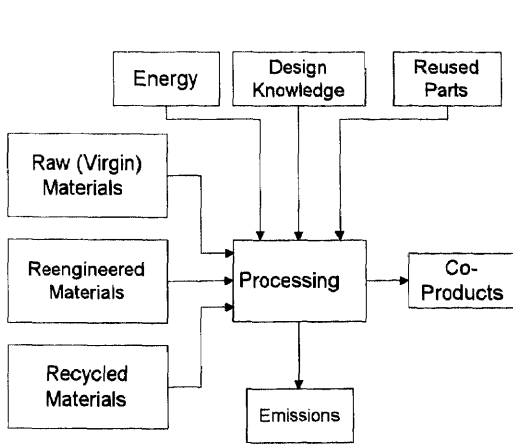 Energy
Design
Knowledge
Reused
Parts
Raw (Virgin)
Materials
Reengineered
Materials
Processing
Co-
Products
Recycled
Materials
Emissions